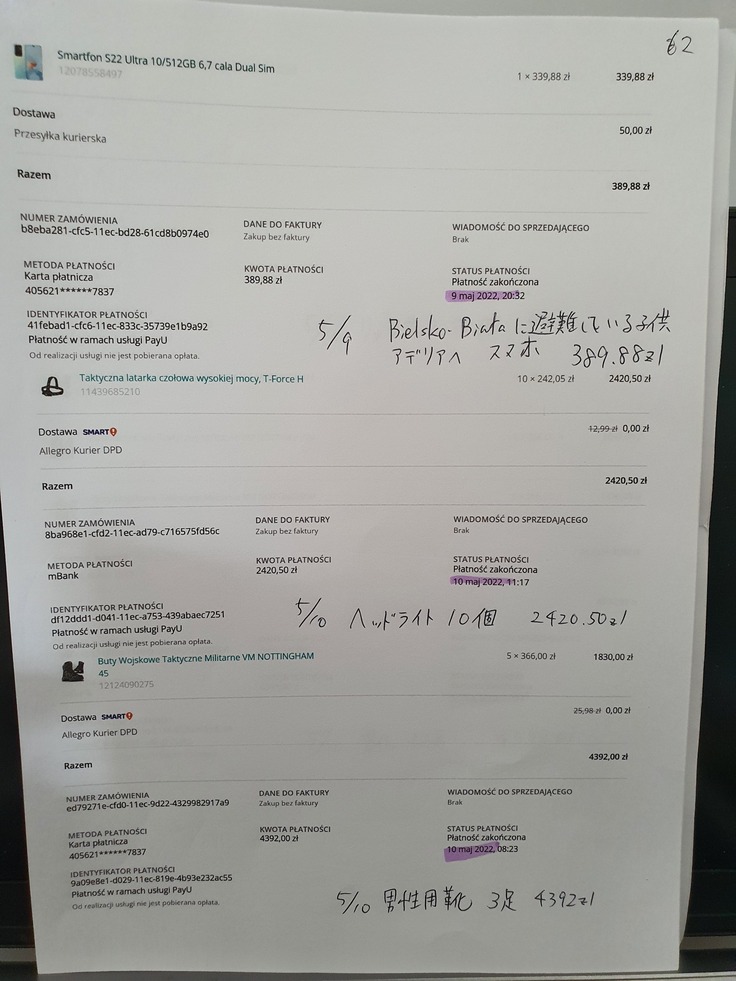 62
Smartfon S22 Ultra 10/512GB 6,7 cala Dual Sim
12078558497
1 × 339,88 zł 339,88 zł
Dostawa
Przesyłka kurierska 50,00 zł
Razem 389,88 zł
NUMER ZAMÓWIENIA DANE DO FAKTURY WIADOMOŚĆ DO SPRZEDAJĄCEGO
b8eba281-cfc5-11ec-bd28-61cd8b0974e0 Zakup bez faktury Brak
METODA PŁATNOŚCI KWOTA PŁATNOŚCI STATUS PŁATNOŚCI
Karta płatnicza 389,88 zł Płatność zakończona
405621******7837 9 maj 2022, 20:32
IDENTYFIKATOR PŁATNOŚCI
41febad1-cfc6-11ec-833c-35739e1b9a92
Płatność w ramach usługi PayU
Od realizacji usługi nie jest pobierana opłata.
5/9 Bielsko-Białaに避難している子供
アデリアへ スマホ 389.88zł
Taktyczna latarka czołowa wysokiej mocy, T-Force H
11439685210
10 × 242,05 zł 2420,50 zł
Dostawa SMART 12,99 zł 0,00 zł
Allegro Kurier DPD
Razem 2420,50 zł
NUMER ZAMÓWIENIA DANE DO FAKTURY WIADOMOŚĆ DO SPRZEDAJĄCEGO
8ba968e1-cfd2-11ec-ad79-c716575fd56c Zakup bez faktury Brak
METODA PŁATNOŚCI KWOTA PŁATNOŚCI STATUS PŁATNOŚCI
mBank 2420,50 zł Płatność zakończona
10 maj 2022, 11:17
IDENTYFIKATOR PŁATNOŚCI
df12ddd1-d041-11ec-a753-439abaec7251
Płatność w ramach usługi PayU
Od realizacji usługi nie jest pobierana opłata.
5/10 ヘッドライト 10個 2420.50zł
Buty Wojskowe Taktyczne Militarne VM NOTTINGHAM
45
12124090275
5 × 366,00 zł 1830,00 zł
Dostawa SMART 25,98 zł 0,00 zł
Allegro Kurier DPD
Razem 4392,00 zł
NUMER ZAMÓWIENIA DANE DO FAKTURY WIADOMOŚĆ DO SPRZEDAJĄCEGO
ed79271e-cfd0-11ec-9d22-4329982917a9 Zakup bez faktury Brak
METODA PŁATNOŚCI KWOTA PŁATNOŚCI STATUS PŁATNOŚCI
Karta płatnicza 4392,00 zł Płatność zakończona
405621******7837 10 maj 2022, 08:23
IDENTYFIKATOR PŁATNOŚCI
9a09e8e1-d029-11ec-819e-4b93e232ac55
Płatność w ramach usługi PayU
Od realizacji usługi nie jest pobierana opłata.
5/10 男性用靴 3足 4392zł